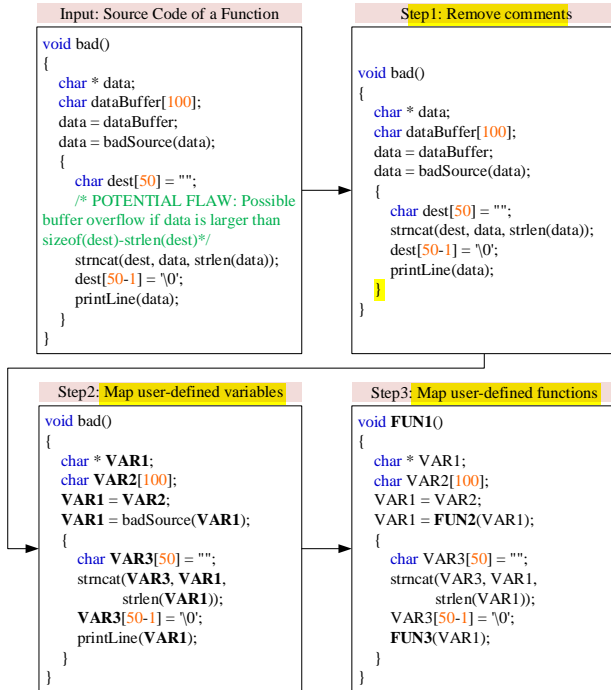 Input: Source Code of a Function
void bad()
{
char * data;
char dataBuffer[100];
data = dataBuffer;
data = badSource(data);
{
char dest[50] = "";
/* POTENTIAL FLAW: Possible
buffer overflow if data is larger than
sizeof(dest)-strlen(dest)*/
strncat(dest, data, strlen(data));
dest[50-1] = '\0';
printLine(data);
}
}
Step1: Remove comments
void bad()
{
char * data;
char dataBuffer[100];
data = dataBuffer;
data = badSource(data);
{
char dest[50] = "";
strncat(dest, data, strlen(data));
dest[50-1] = '\0';
printLine(data);
}
}
Step2: Map user-defined variables
void bad()
{
char * VAR1;
char VAR2[100];
VAR1 = VAR2;
VAR1 = badSource(VAR1);
{
char VAR3[50] = "";
strncat(VAR3, VAR1,
strlen(VAR1));
VAR3[50-1] = '\0';
printLine(VAR1);
}
}
Step3: Map user-defined functions
void FUN1()
{
char * VAR1;
char VAR2[100];
VAR1 = VAR2;
VAR1 = FUN2(VAR1);
{
char VAR3[50] = "";
strncat(VAR3, VAR1,
strlen(VAR1));
VAR3[50-1] = '\0';
FUN3(VAR1);
}
}